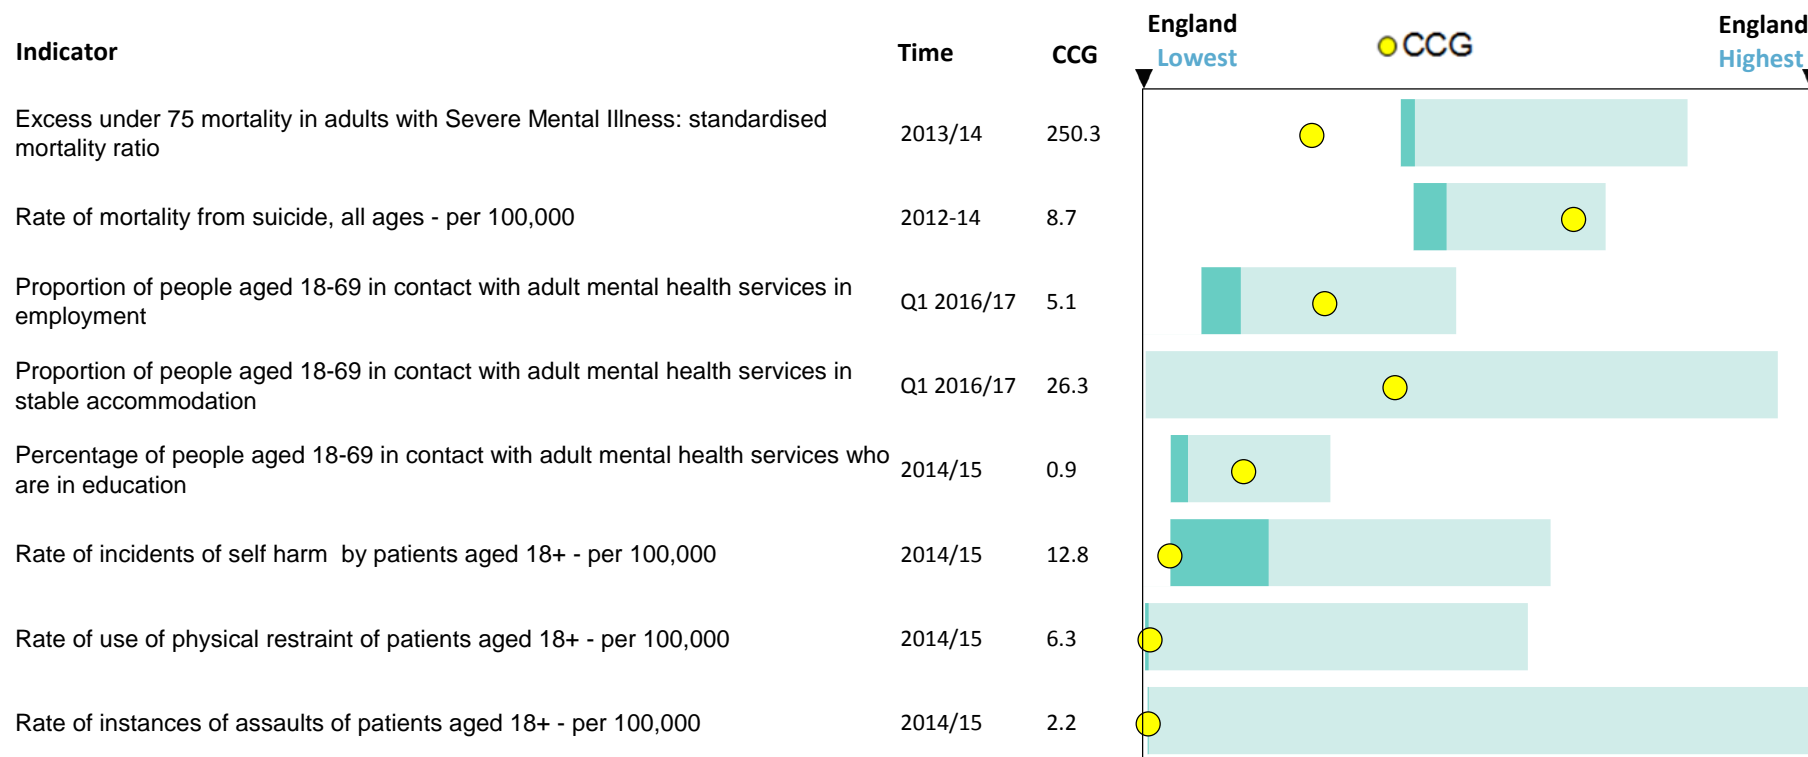 Indicator Time CCG England Lowest CCG England Highest
Excess under 75 mortality in adults with Severe Mental Illness: standardised
mortality ratio
2013/14 250.3
Rate of mortality from suicide, all ages - per 100,000 2012-14 8.7
Proportion of people aged 18-69 in contact with adult mental health services in
employment
Q1 2016/17 5.1
Proportion of people aged 18-69 in contact with adult mental health services in
stable accommodation
Q1 2016/17 26.3
Percentage of people aged 18-69 in contact with adult mental health services who
are in education
2014/15 0.9
Rate of incidents of self harm  by patients aged 18+ - per 100,000 2014/15 12.8
Rate of use of physical restraint of patients aged 18+ - per 100,000 2014/15 6.3
Rate of instances of assaults of patients aged 18+ - per 100,000 2014/15 2.2